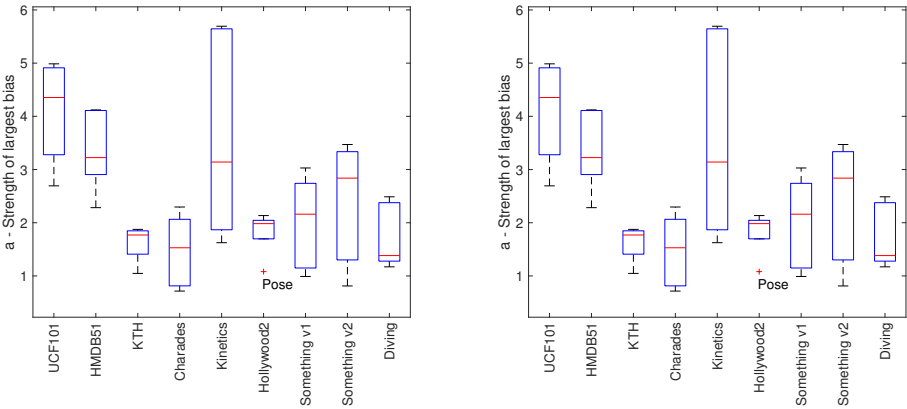 6
5
4
3
2
1
a - Strength of largest bias
Pose
UCF101
HMDB51
KTH
Charades
Kinetics
Hollywood2
Something v1
Something v2
Diving
6
5
4
3
2
1
a - Strength of largest bias
Pose
UCF101
HMDB51
KTH
Charades
Kinetics
Hollywood2
Something v1
Something v2
Diving